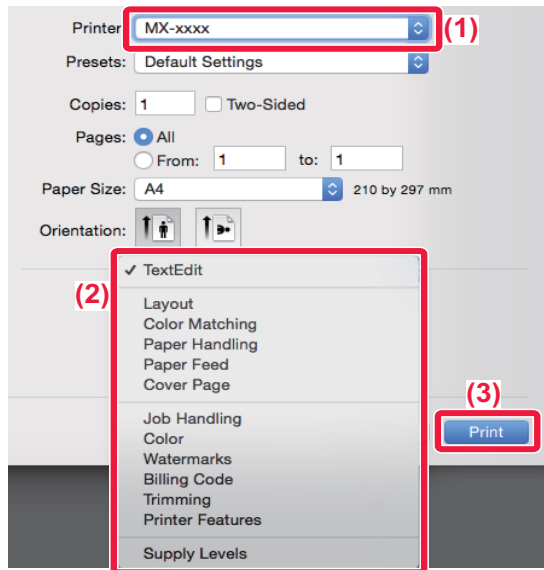 Printer: MX-xxxx (1)
Presets: Default Settings
Copies: 1 Two-Sided
Pages: All
From: 1 to: 1
Paper Size: A4 210 by 297 mm
Orientation:
(2)
✓ TextEdit
Layout
Color Matching
Paper Handling
Paper Feed
Cover Page
Job Handling
Color
Watermarks
Billing Code
Trimming
Printer Features
Supply Levels
(3)
Print